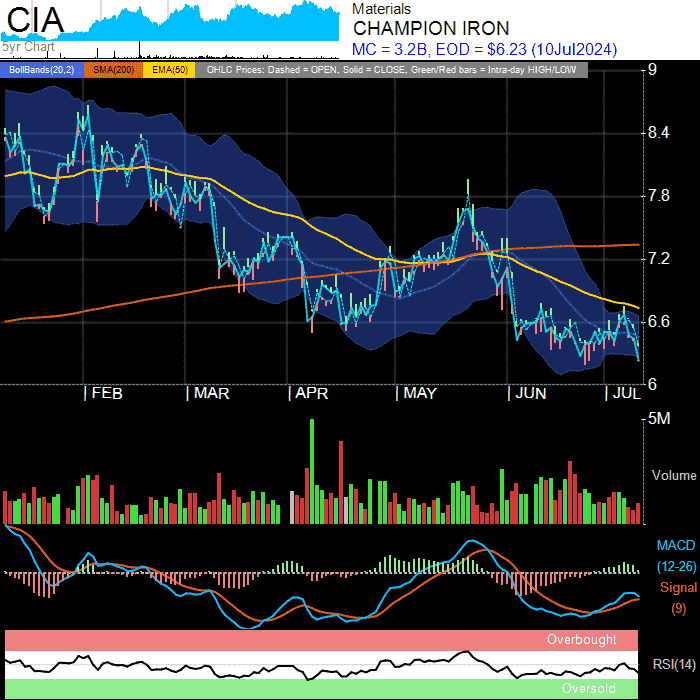 CIA
5yr Chart
Materials
CHAMPION IRON
MC = 3.2B, EOD = $6.23 (10Jul2024)
BollBands(20,2) SMA(200) EMA(50) OHLC Prices: Dashed = OPEN, Solid = CLOSE, Green/Red bars = Intra-day HIGH/LOW
9
8.4
7.8
7.2
6.6
6
| FEB | MAR | APR | MAY | JUN | JUL
5M
Volume
MACD
(12-26)
Signal
(9)
Overbought
RSI(14)
Oversold